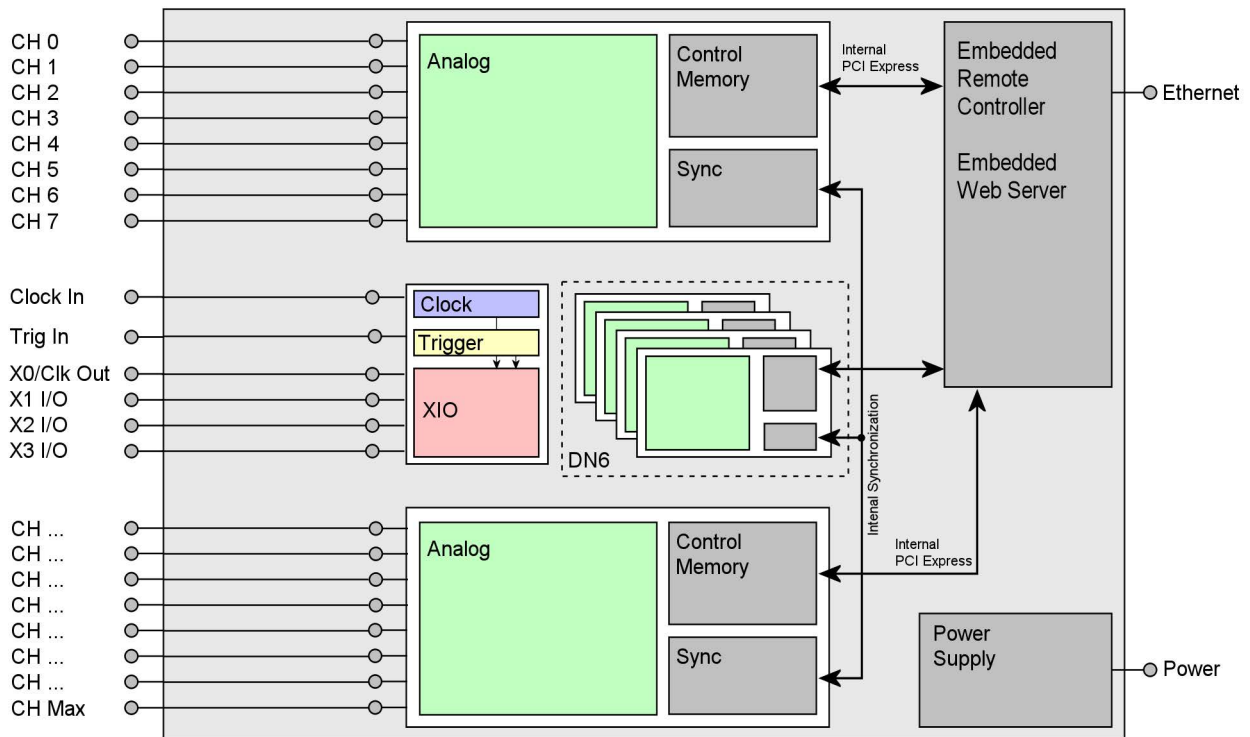 CH 0
CH 1
CH 2
CH 3
CH 4
CH 5
CH 6
CH 7
Analog
Control
Memory
Sync
Internal
PCI Express
Embedded
Remote
Controller
Embedded
Web Server
Ethernet
Clock In
Trig In
X0/Clk Out
X1 I/O
X2 I/O
X3 I/O
Clock
Trigger
XIO
DN6
Intenal Synchronization
CH ...
CH ...
CH ...
CH ...
CH ...
CH ...
CH ...
CH Max
Analog
Control
Memory
Sync
Internal
PCI Express
Power
Supply
Power